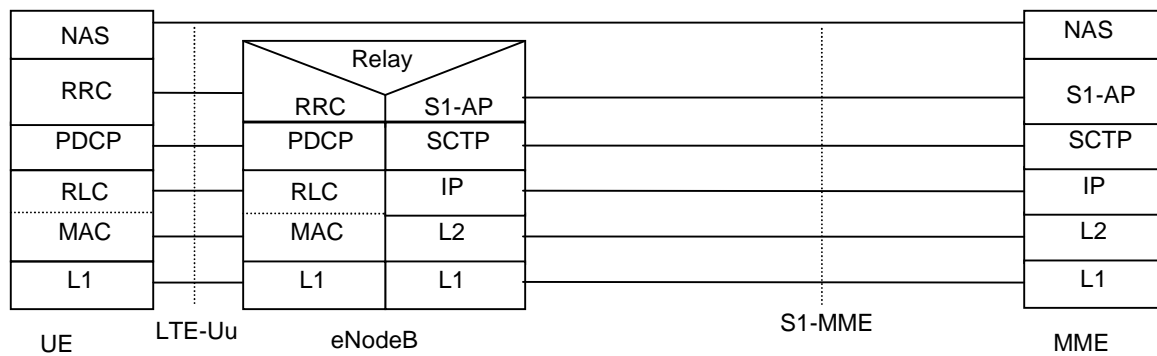 NAS
NAS
Relay
RRC
RRC
S1-AP
S1-AP
PDCP
PDCP
SCTP
SCTP
RLC
RLC
IP
IP
MAC
MAC
L2
L2
L1
L1
L1
L1
UE
LTE-Uu
eNodeB
S1-MME
MME